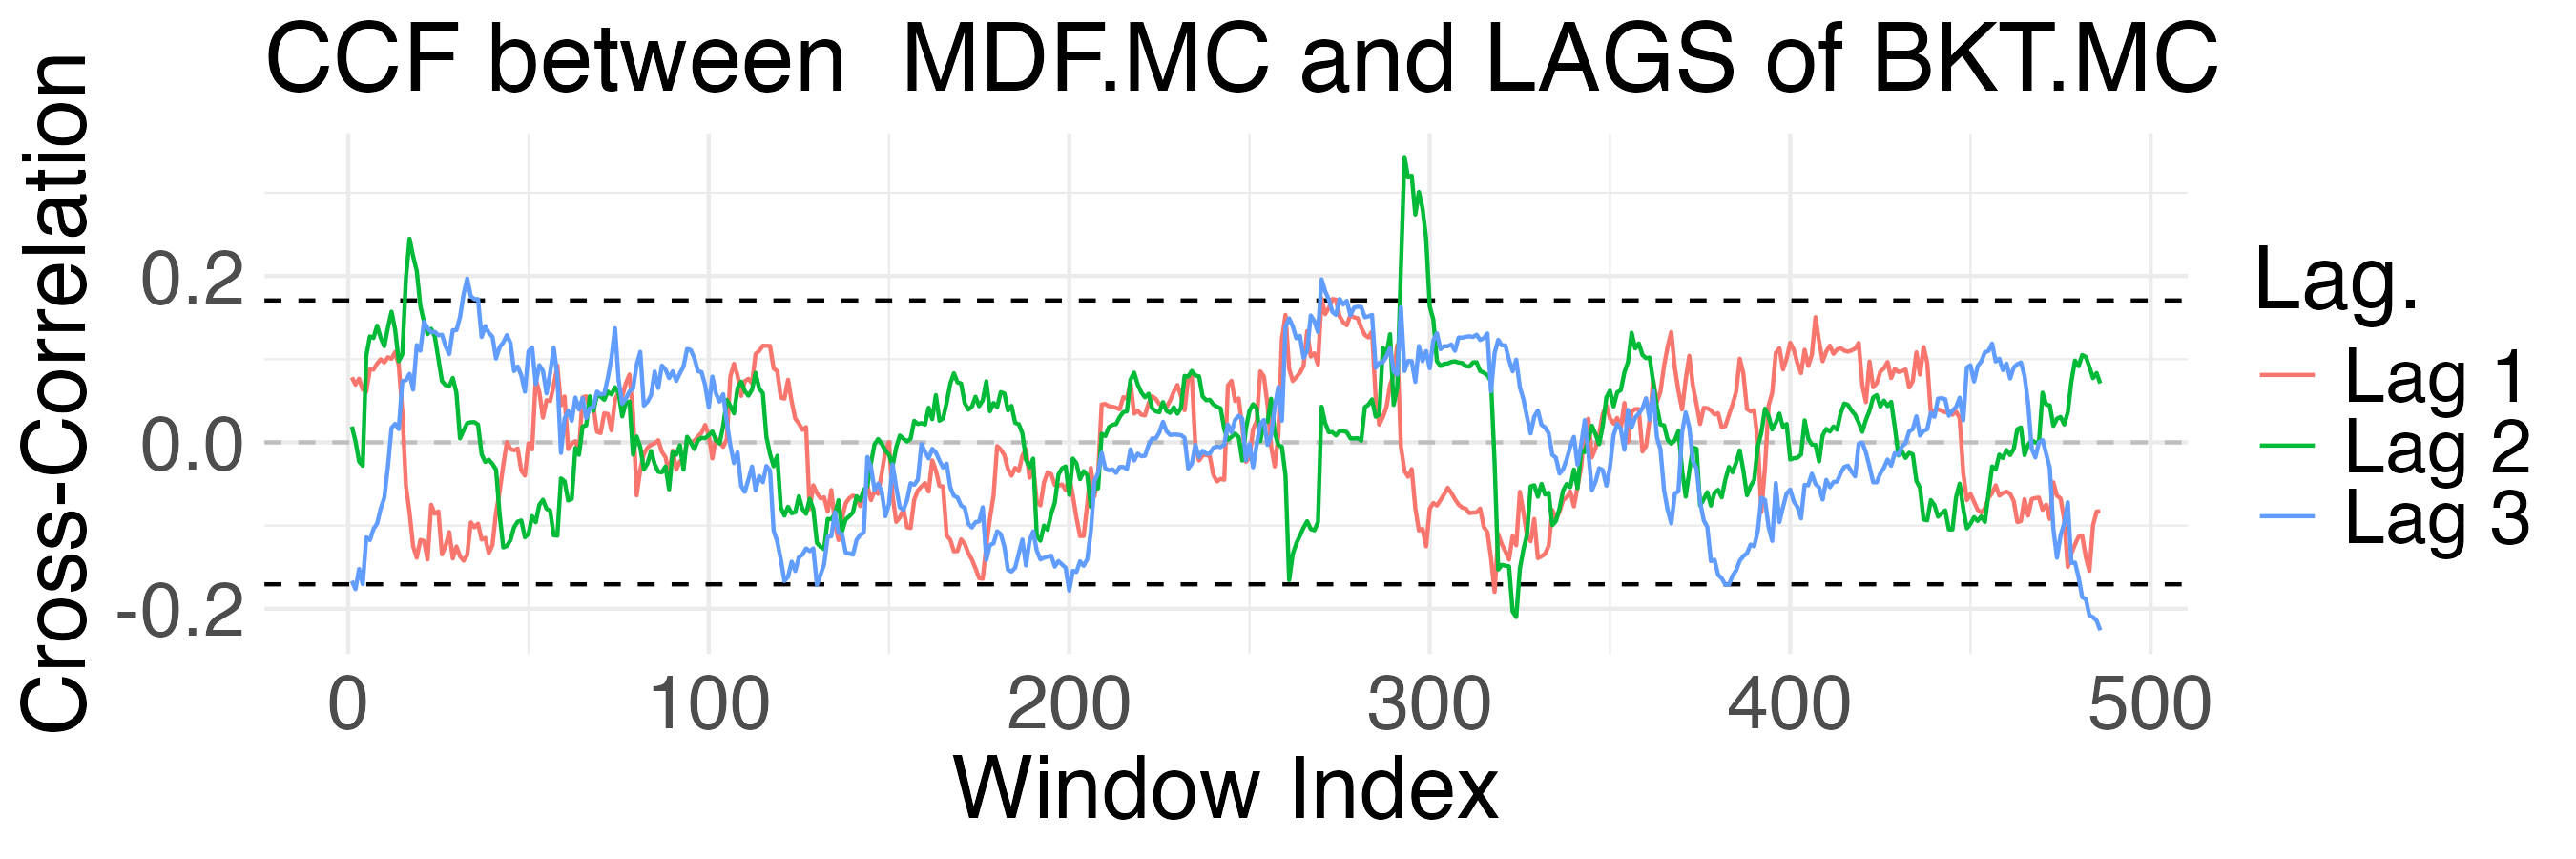 CCF between  MDF.MC and LAGS of BKT.MC
Cross-Correlation
0.2
0.0
-0.2
0 100 200 300 400 500
Window Index
Lag.
Lag 1
Lag 2
Lag 3